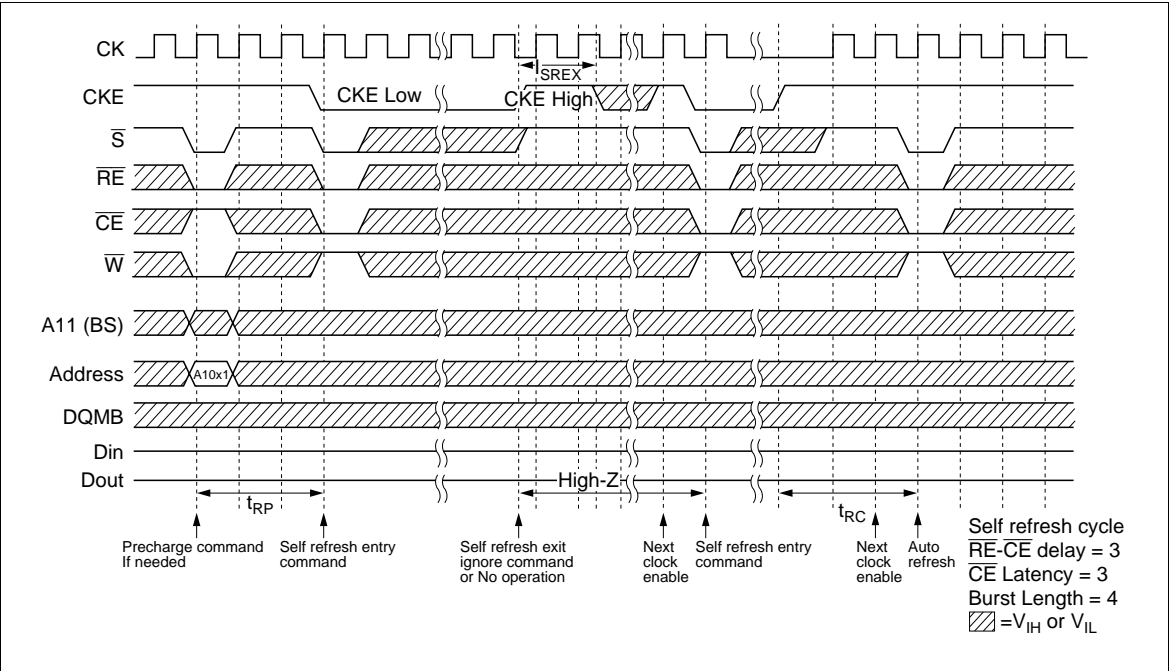 CK
l SREX
CKE
CKE Low
CKE High
S
RE
CE
W
A11 (BS)
Address
A10x1
DQMB
Din
Dout
High-Z
tRP
tRC
Precharge command
If needed
Self refresh entry
command
Self refresh exit
ignore command
or No operation
Next
clock
enable
Self refresh entry
command
Next
clock
enable
Auto
refresh
Self refresh cycle
RE-CE delay = 3
CE Latency = 3
Burst Length = 4
=VIH or VIL